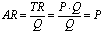 AR = TR/Q = P.Q/Q = P